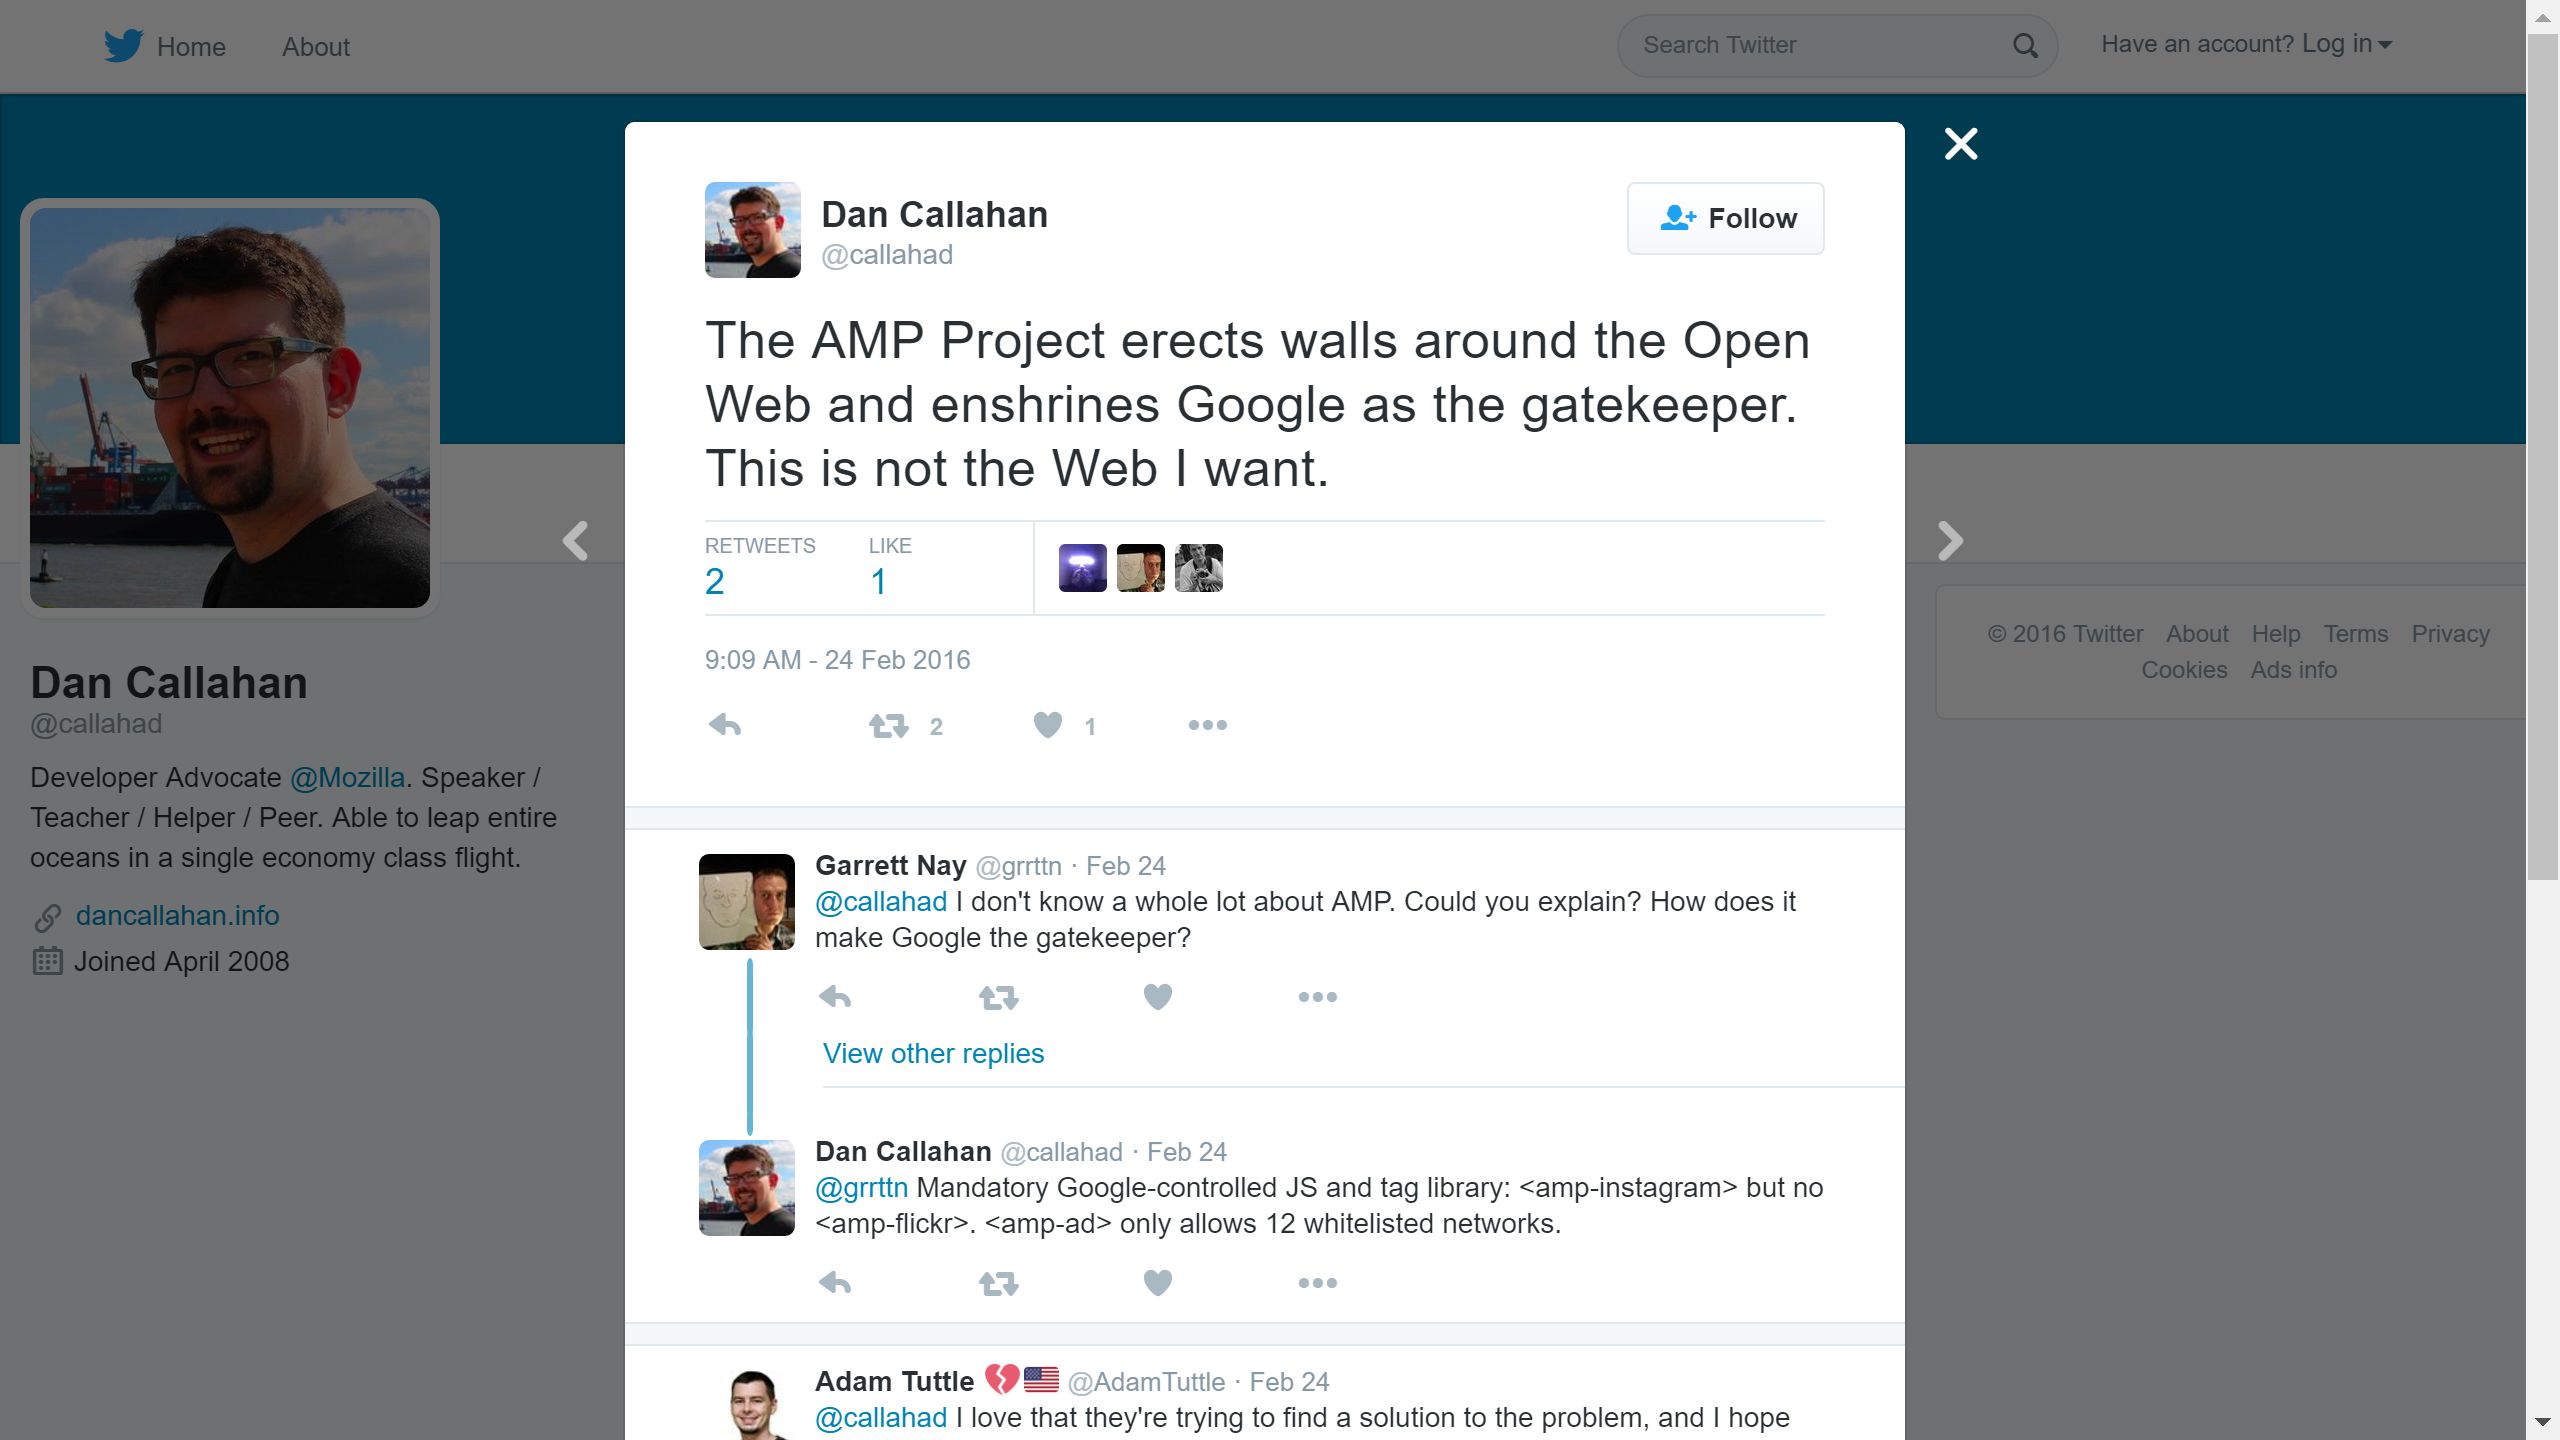 Home About
Search Twitter
Have an account? Log in
Dan Callahan
@callahad
Developer Advocate @Mozilla. Speaker /
Teacher / Helper / Peer. Able to leap entire
oceans in a single economy class flight.
dancallahan.info
Joined April 2008
Dan Callahan
@callahad
Follow
The AMP Project erects walls around the Open
Web and enshrines Google as the gatekeeper.
This is not the Web I want.
RETWEETS LIKE
2 1
9:09 AM - 24 Feb 2016
2 1
Garrett Nay @grrttn · Feb 24
@callahad I don't know a whole lot about AMP. Could you explain? How does it
make Google the gatekeeper?
View other replies
Dan Callahan @callahad · Feb 24
@grrttn Mandatory Google-controlled JS and tag library: <amp-instagram> but no
<amp-flickr>. <amp-ad> only allows 12 whitelisted networks.
Adam Tuttle 💔🇺🇸 @AdamTuttle · Feb 24
@callahad I love that they're trying to find a solution to the problem, and I hope
© 2016 Twitter About Help Terms Privacy
Cookies Ads info